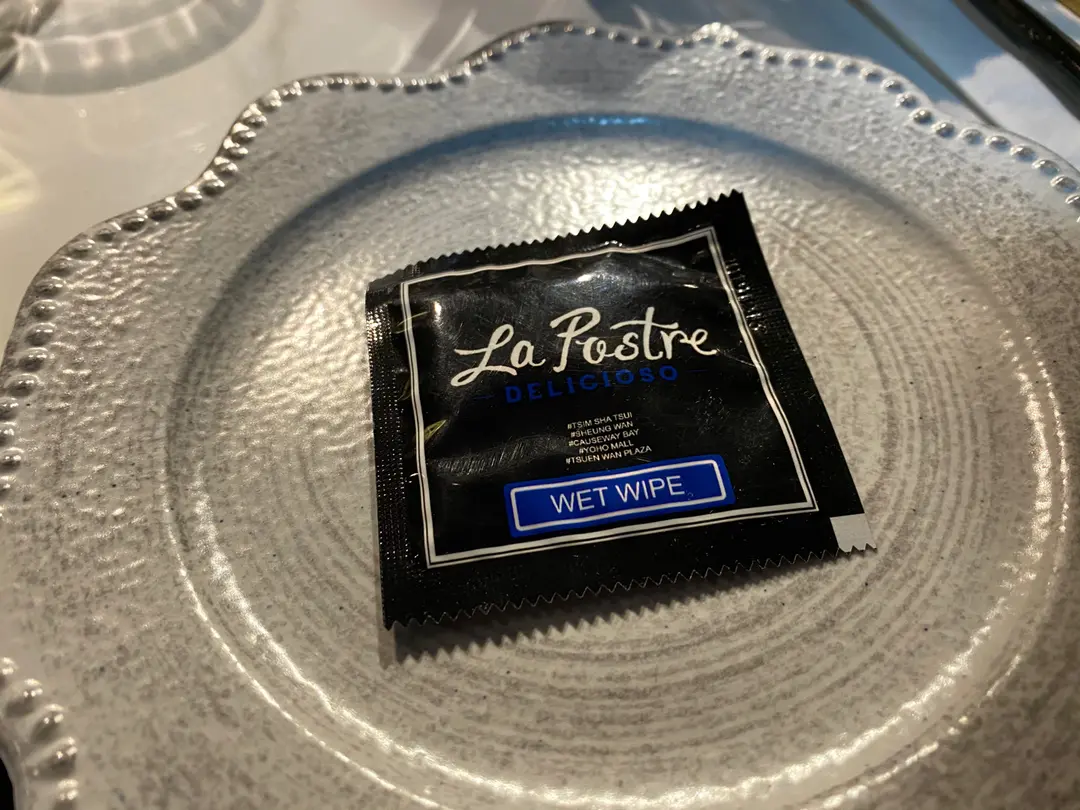 La Postre
DELICIOSO
#TSIM SHA TSUI
#SHEUNG WAN
#CAUSEWAY BAY
#YOHO MALL
#TSUEN WAN PLAZA
WET WIPE